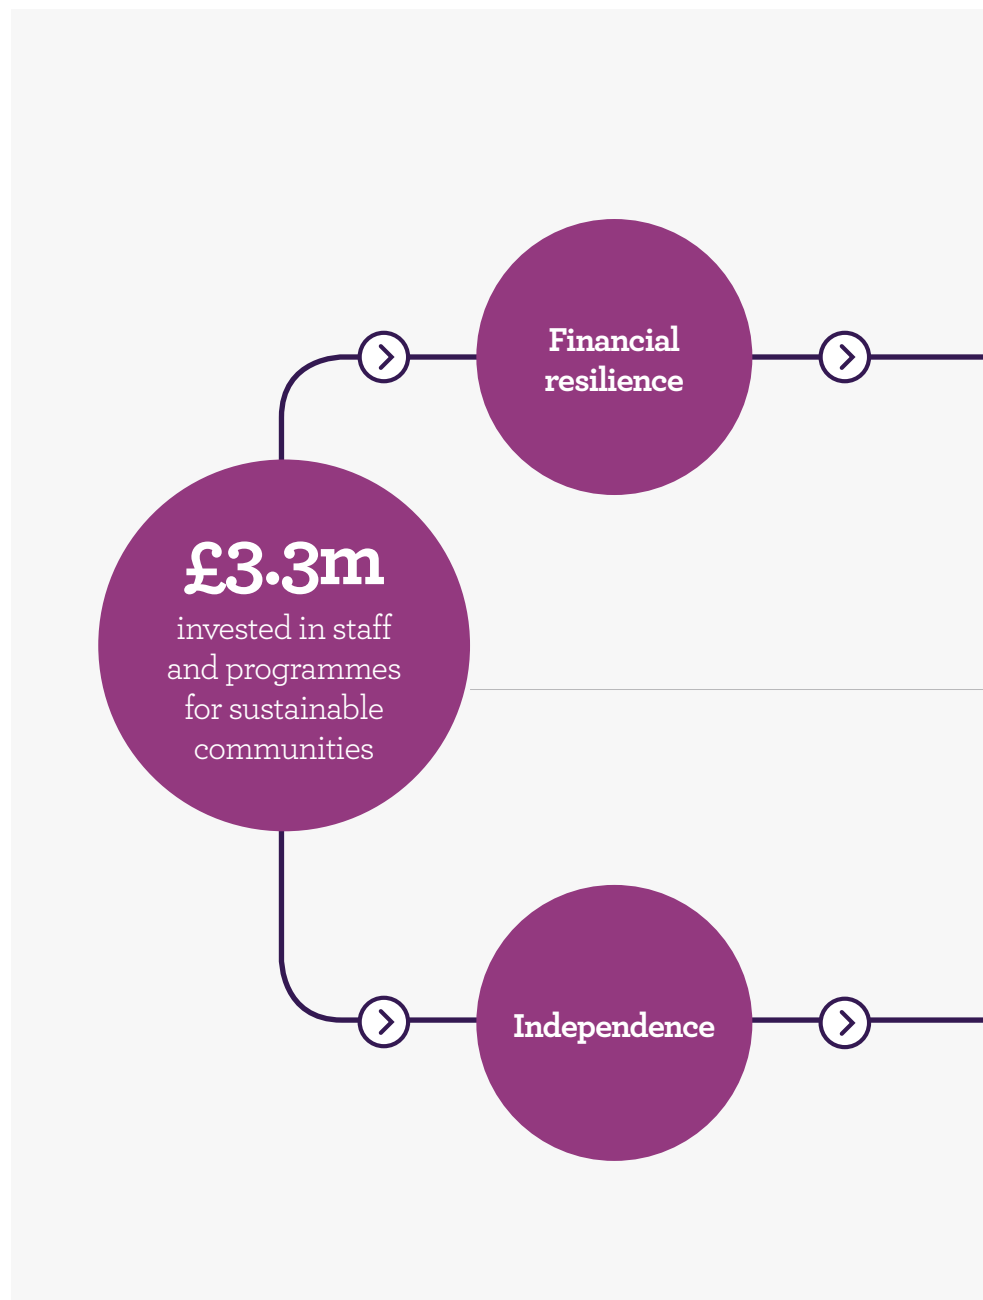 Financial
resilience
£3.3m
invested in staff
and programmes
for sustainable
communities
Independence